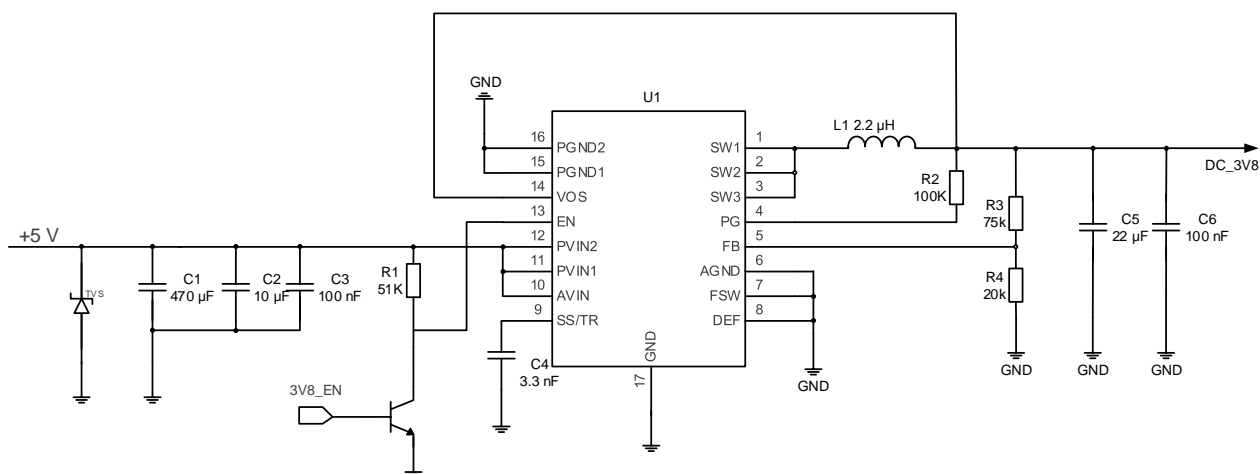 GND
U1
16 PGND2
15 PGND1
14 VOS
13 EN
12 PVIN2
11 PVIN1
10 AVIN
9 SS/TR
SW1 1
SW2 2
SW3 3
PG 4
FB 5
AGND 6
FSW 7
DEF 8
GND
17
L1 2.2 µH
DC_3V8
R2
100K
R3
75k
R4
20k
C5
22 µF
C6
100 nF
GND
GND
GND
GND
+5 V
TVS
C1
470 µF
C2
10 µF
C3
100 nF
R1
51K
C4
3.3 nF
3V8_EN